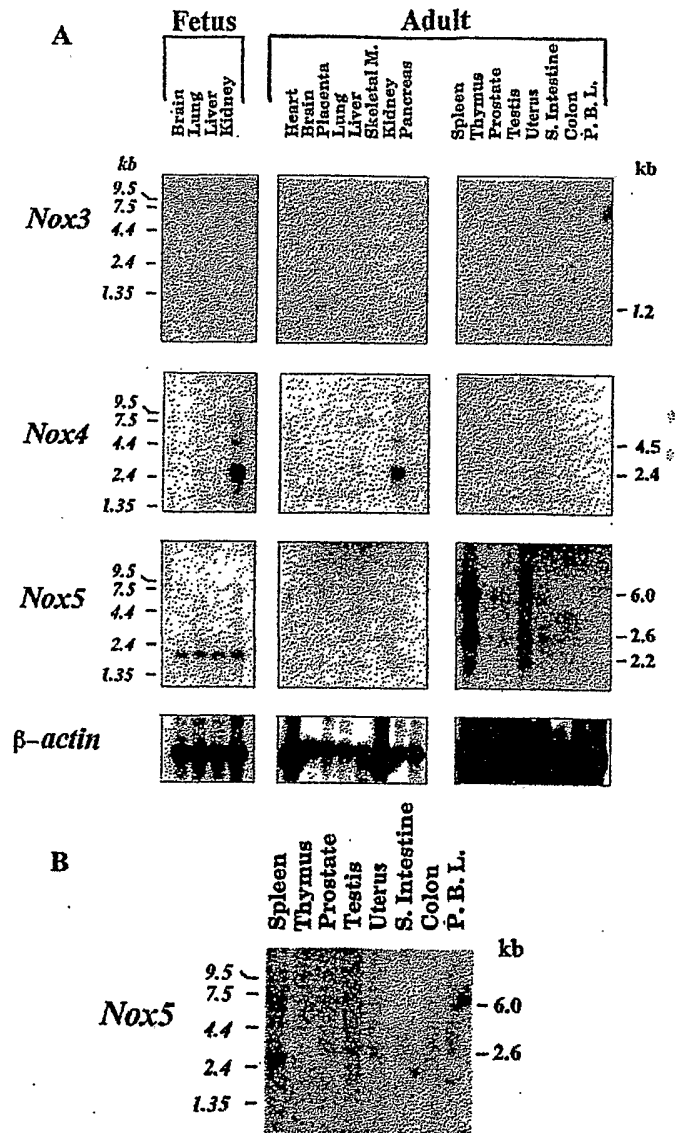 A
Fetus
Adult
Brain
Lung
Liver
Kidney
Heart
Brain
Placenta
Lung
Liver
Skeletal M.
Kidney
Pancreas
Spleen
Thymus
Prostate
Testis
Uterus
S. Intestine
Colon
P. B. L.
kb
kb
Nox3
9.5
7.5
4.4
2.4
1.35
1.2
Nox4
9.5
7.5
4.4
2.4
1.35
4.5
2.4
Nox5
9.5
7.5
4.4
2.4
1.35
6.0
2.6
2.2
β-actin
B
Spleen
Thymus
Prostate
Testis
Uterus
S. Intestine
Colon
P. B. L.
kb
Nox5
9.5
7.5
4.4
2.4
1.35
6.0
2.6